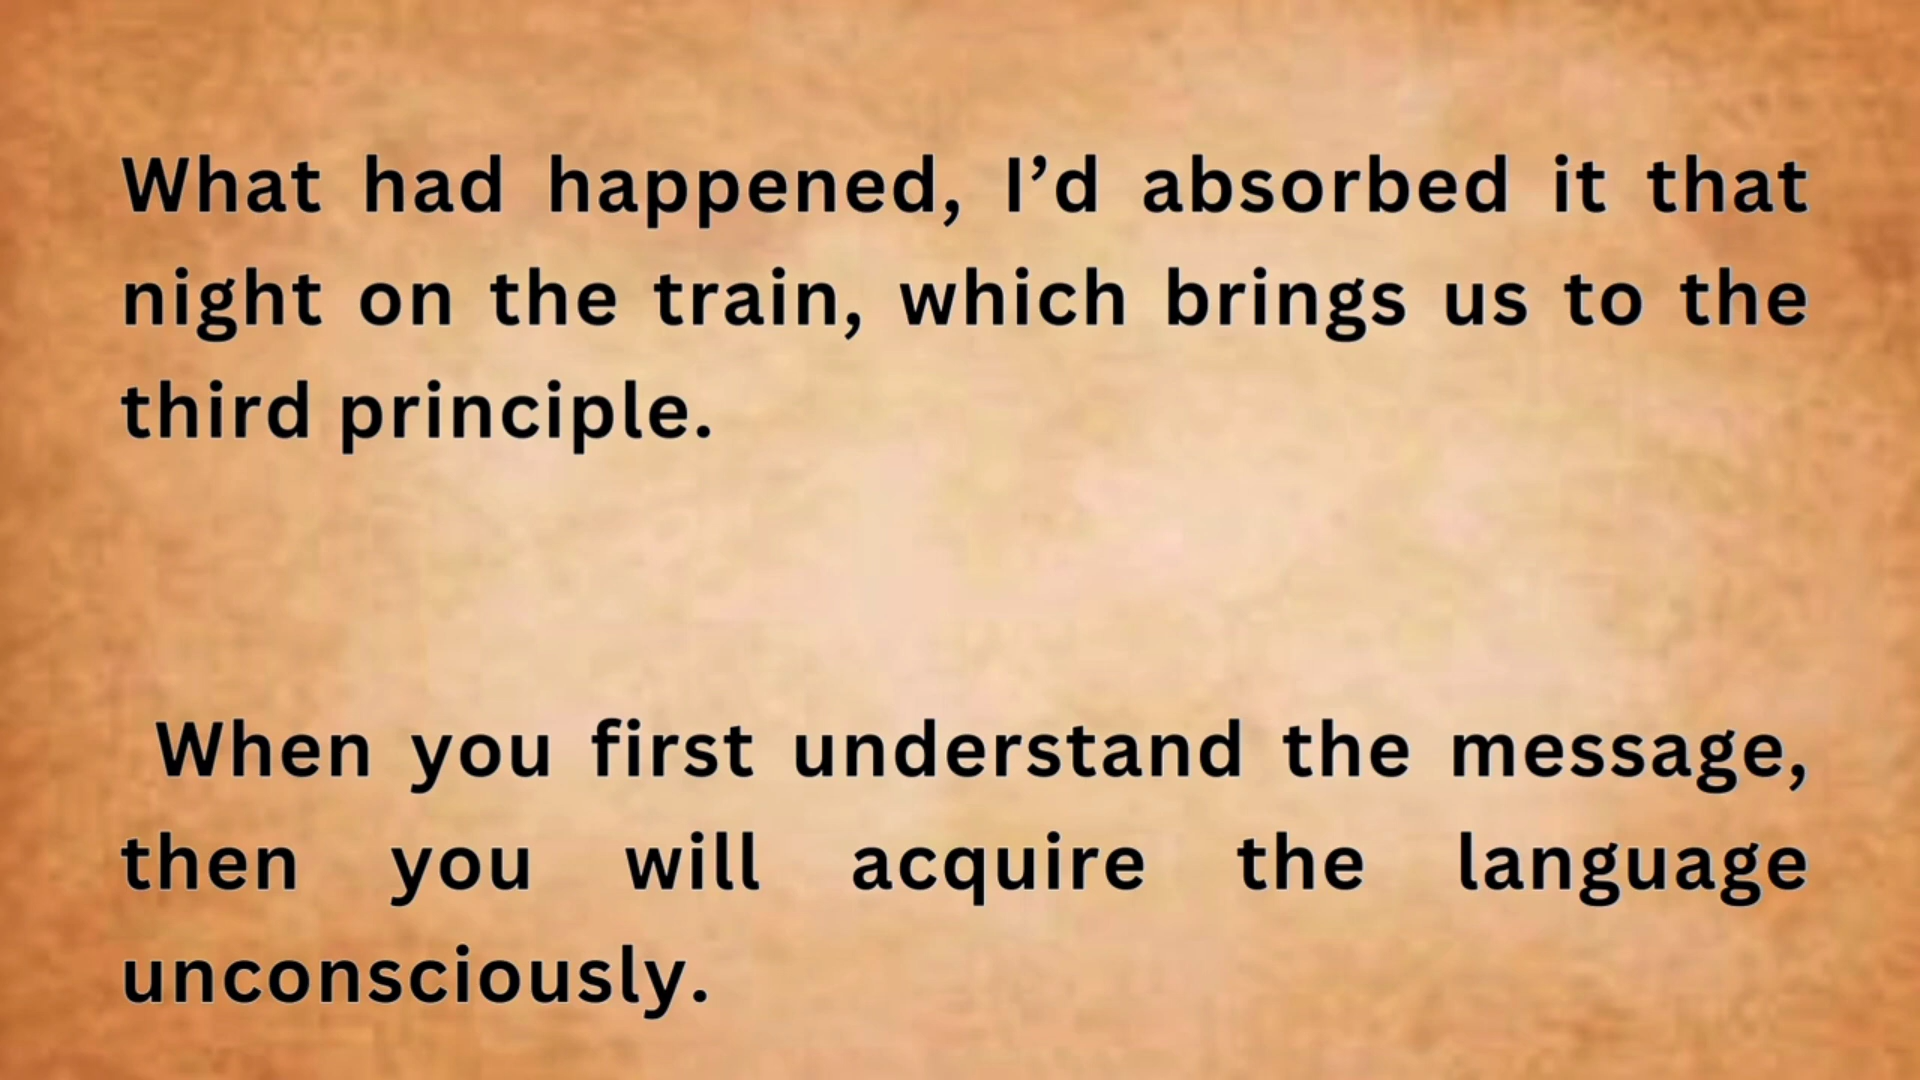 What had happened, I’d absorbed it that
night on the train, which brings us to the
third principle.
When you first understand the message,
then you will acquire the language
unconsciously.